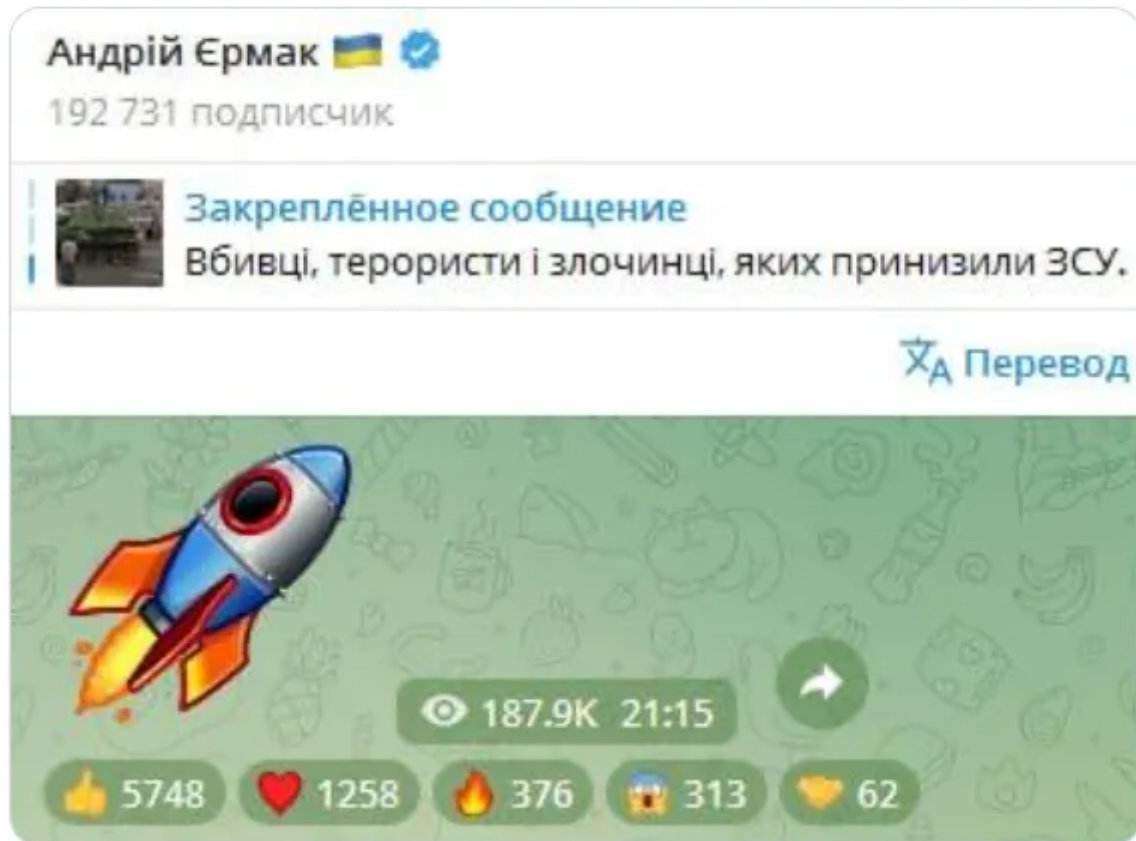 Андрій Єрмак
192 731 подписчик
Закреплённое сообщение
Вбивці, терористи і злочинці, яких принизили ЗСУ.
Перевод
187.9K 21:15
5748 1258 376 313 62